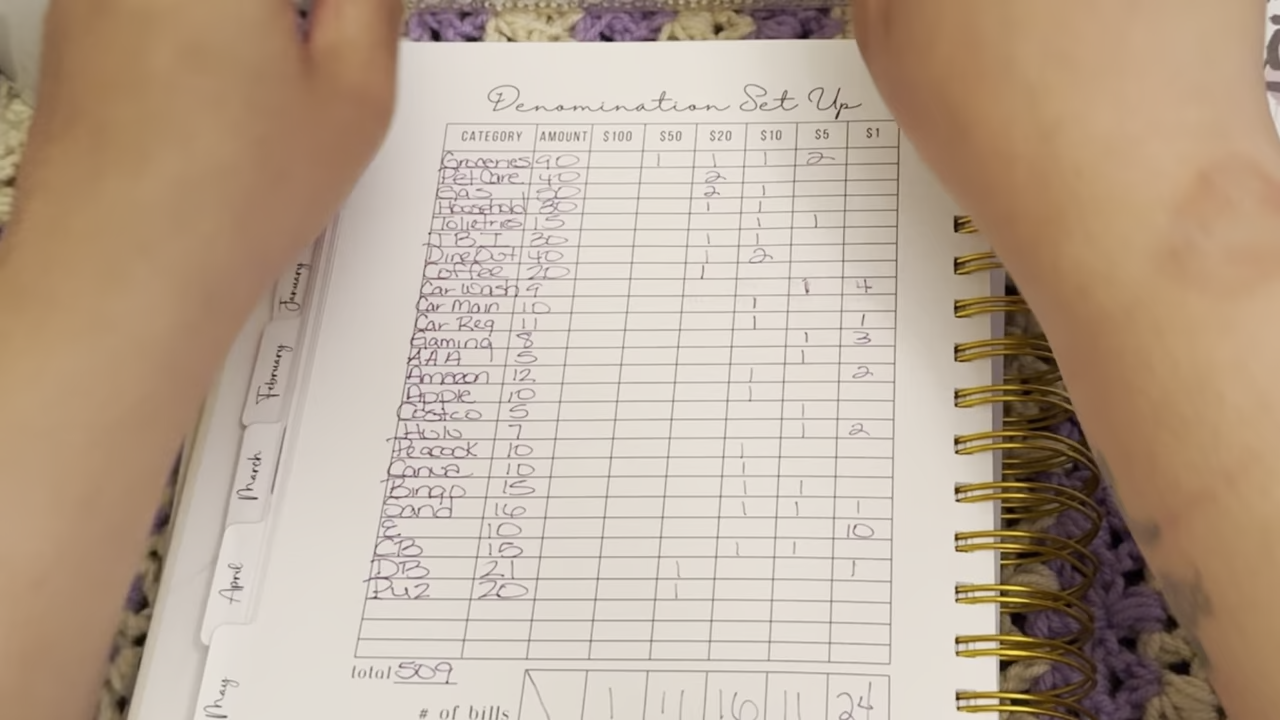 Denomination Set Up
CATEGORY AMOUNT $100 $50 $20 $10 $5 $1
Groceries 90 1 1 1 2
Pet Care 40 2
Gas 50 2 1
Household 30 1 1
Tolietries 15 1 1
TBT 30 1 1
Dine Out 40 1 2
Coffee 20 1
Car Wash 9 1 4
Car Main 10 1
Car Reg 11 1 1
Gaming 8 1 3
AAA 5 1
Amazon 12 1 2
Apple 10 1
Costco 5 1
Hulu 7 1 2
Peacock 10 1
Canva 10 1
Bingo 15 1 1
Sand 16 1 1 1
E 10 10
CB 15 1 1
DB 21 1 1
Puz 20 1
total 509
# of bills 1 11 16 11 24
January
February
March
April
May